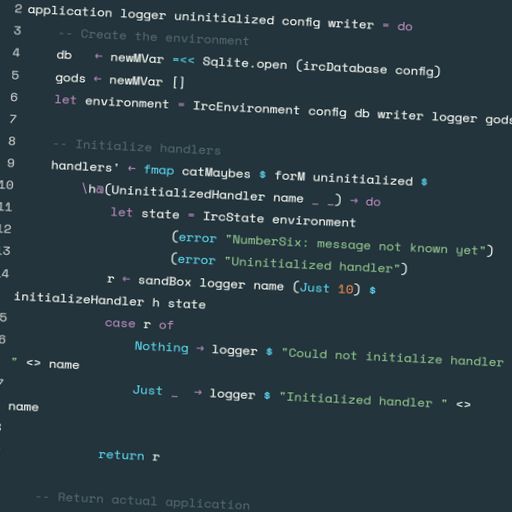 2 application logger uninitialized config writer = do
3 -- Create the environment
4 db ← newMVar =<< Sqlite.open (ircDatabase config)
5 gods ← newMVar []
6 let environment = IrcEnvironment config db writer logger gods
7
8 -- Initialize handlers
9 handlers' ← fmap catMaybes $ forM uninitialized $
10 \h@(UninitializedHandler name _ _) → do
11 let state = IrcState environment
12 (error "NumberSix: message not known yet")
13 (error "Uninitialized handler")
14 r ← sandBox logger name (Just 10) $
initializeHandler h state
5 case r of
6 Nothing → logger $ "Could not initialize handler
" <> name
7 Just _ → logger $ "Initialized handler " <>
name
return r
-- Return actual application